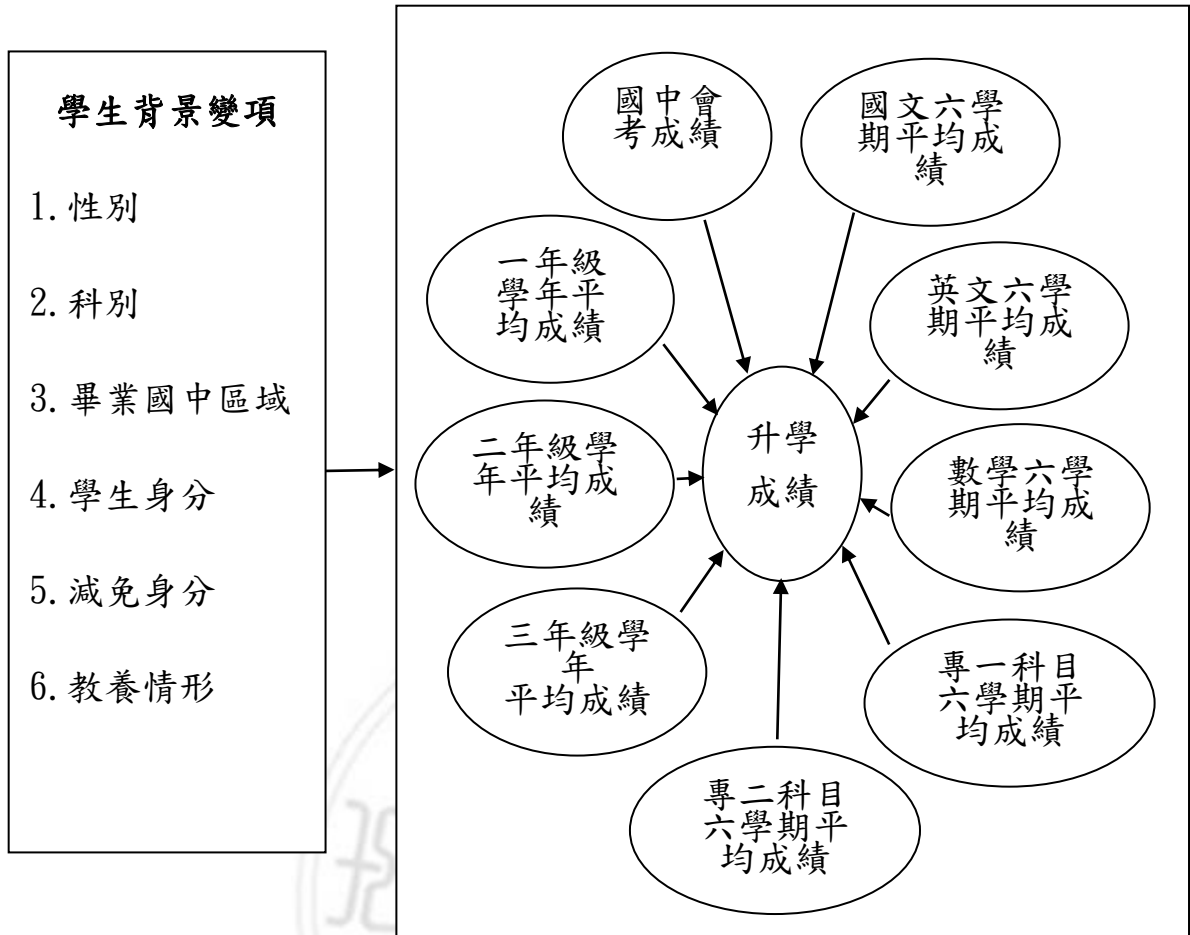 學生背景變項
1.性別
2.科別
3.畢業國中區域
4.學生身分
5.減免身分
6.教養情形
國中會
考成績
國文六學
期平均成
績
一年級
學年平
均成績
英文六學
期平均成
績
升學
成績
二年級學
年平均成
績
數學六學
期平均成
績
三年級學
年
平均成績
專一科目
六學期平
均成績
專二科目
六學期平
均成績